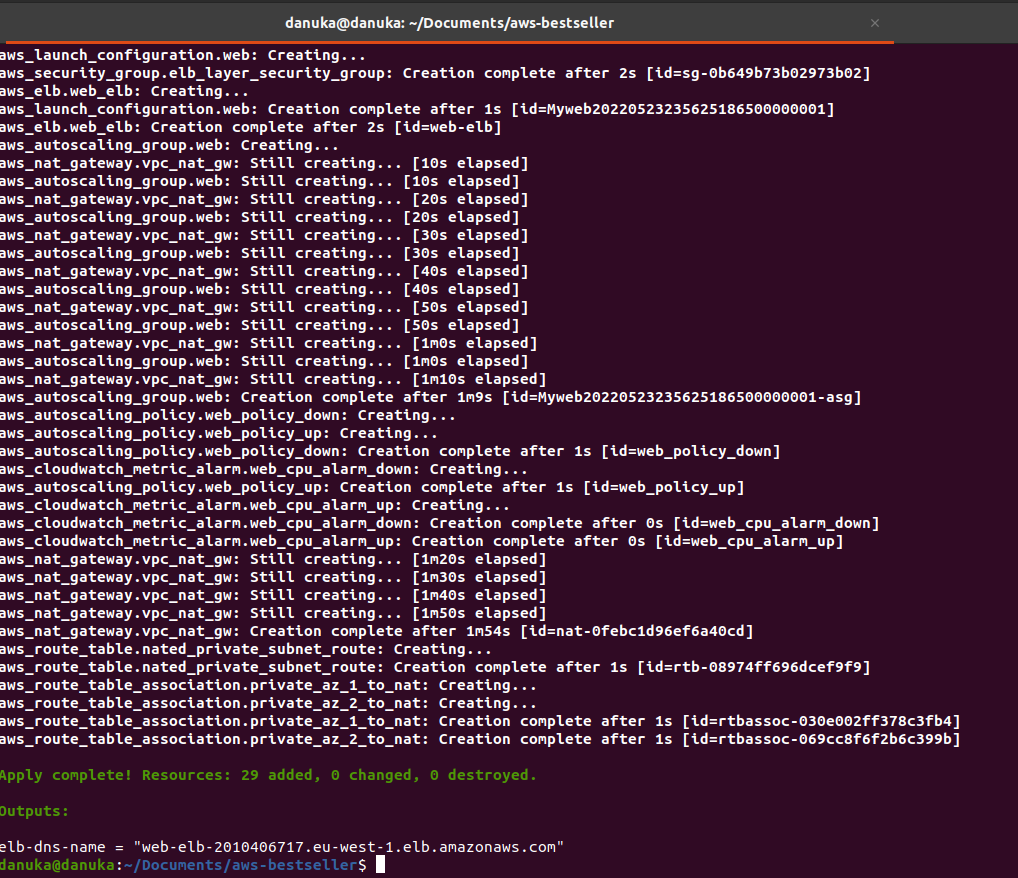 danuka@danuka: ~/Documents/aws-bestseller
aws_launch_configuration.web: Creating...
aws_security_group.elb_layer_security_group: Creation complete after 2s [id=sg-0b649b73b02973b02]
aws_elb.web_elb: Creating...
aws_launch_configuration.web: Creation complete after 1s [id=Myweb20220523235625186500000001]
aws_elb.web_elb: Creation complete after 2s [id=web-elb]
aws_autoscaling_group.web: Creating...
aws_nat_gateway.vpc_nat_gw: Still creating... [10s elapsed]
aws_autoscaling_group.web: Still creating... [10s elapsed]
aws_nat_gateway.vpc_nat_gw: Still creating... [20s elapsed]
aws_autoscaling_group.web: Still creating... [20s elapsed]
aws_nat_gateway.vpc_nat_gw: Still creating... [30s elapsed]
aws_autoscaling_group.web: Still creating... [30s elapsed]
aws_nat_gateway.vpc_nat_gw: Still creating... [40s elapsed]
aws_autoscaling_group.web: Still creating... [40s elapsed]
aws_nat_gateway.vpc_nat_gw: Still creating... [50s elapsed]
aws_autoscaling_group.web: Still creating... [50s elapsed]
aws_nat_gateway.vpc_nat_gw: Still creating... [1m0s elapsed]
aws_autoscaling_group.web: Still creating... [1m0s elapsed]
aws_nat_gateway.vpc_nat_gw: Still creating... [1m10s elapsed]
aws_autoscaling_group.web: Creation complete after 1m9s [id=Myweb20220523235625186500000001-asg]
aws_autoscaling_policy.web_policy_down: Creating...
aws_autoscaling_policy.web_policy_up: Creating...
aws_autoscaling_policy.web_policy_down: Creation complete after 1s [id=web_policy_down]
aws_cloudwatch_metric_alarm.web_cpu_alarm_down: Creating...
aws_autoscaling_policy.web_policy_up: Creation complete after 1s [id=web_policy_up]
aws_cloudwatch_metric_alarm.web_cpu_alarm_up: Creating...
aws_cloudwatch_metric_alarm.web_cpu_alarm_down: Creation complete after 0s [id=web_cpu_alarm_down]
aws_cloudwatch_metric_alarm.web_cpu_alarm_up: Creation complete after 0s [id=web_cpu_alarm_up]
aws_nat_gateway.vpc_nat_gw: Still creating... [1m20s elapsed]
aws_nat_gateway.vpc_nat_gw: Still creating... [1m30s elapsed]
aws_nat_gateway.vpc_nat_gw: Still creating... [1m40s elapsed]
aws_nat_gateway.vpc_nat_gw: Still creating... [1m50s elapsed]
aws_nat_gateway.vpc_nat_gw: Creation complete after 1m54s [id=nat-0febc1d96ef6a40cd]
aws_route_table.nated_private_subnet_route: Creating...
aws_route_table.nated_private_subnet_route: Creation complete after 1s [id=rtb-08974ff696dcef9f9]
aws_route_table_association.private_az_1_to_nat: Creating...
aws_route_table_association.private_az_2_to_nat: Creating...
aws_route_table_association.private_az_1_to_nat: Creation complete after 1s [id=rtbassoc-030e002ff378c3fb4]
aws_route_table_association.private_az_2_to_nat: Creation complete after 1s [id=rtbassoc-069cc8f6f2b6c399b]
Apply complete! Resources: 29 added, 0 changed, 0 destroyed.
Outputs:
elb-dns-name = "web-elb-2010406717.eu-west-1.elb.amazonaws.com"
danuka@danuka:~/Documents/aws-bestseller$